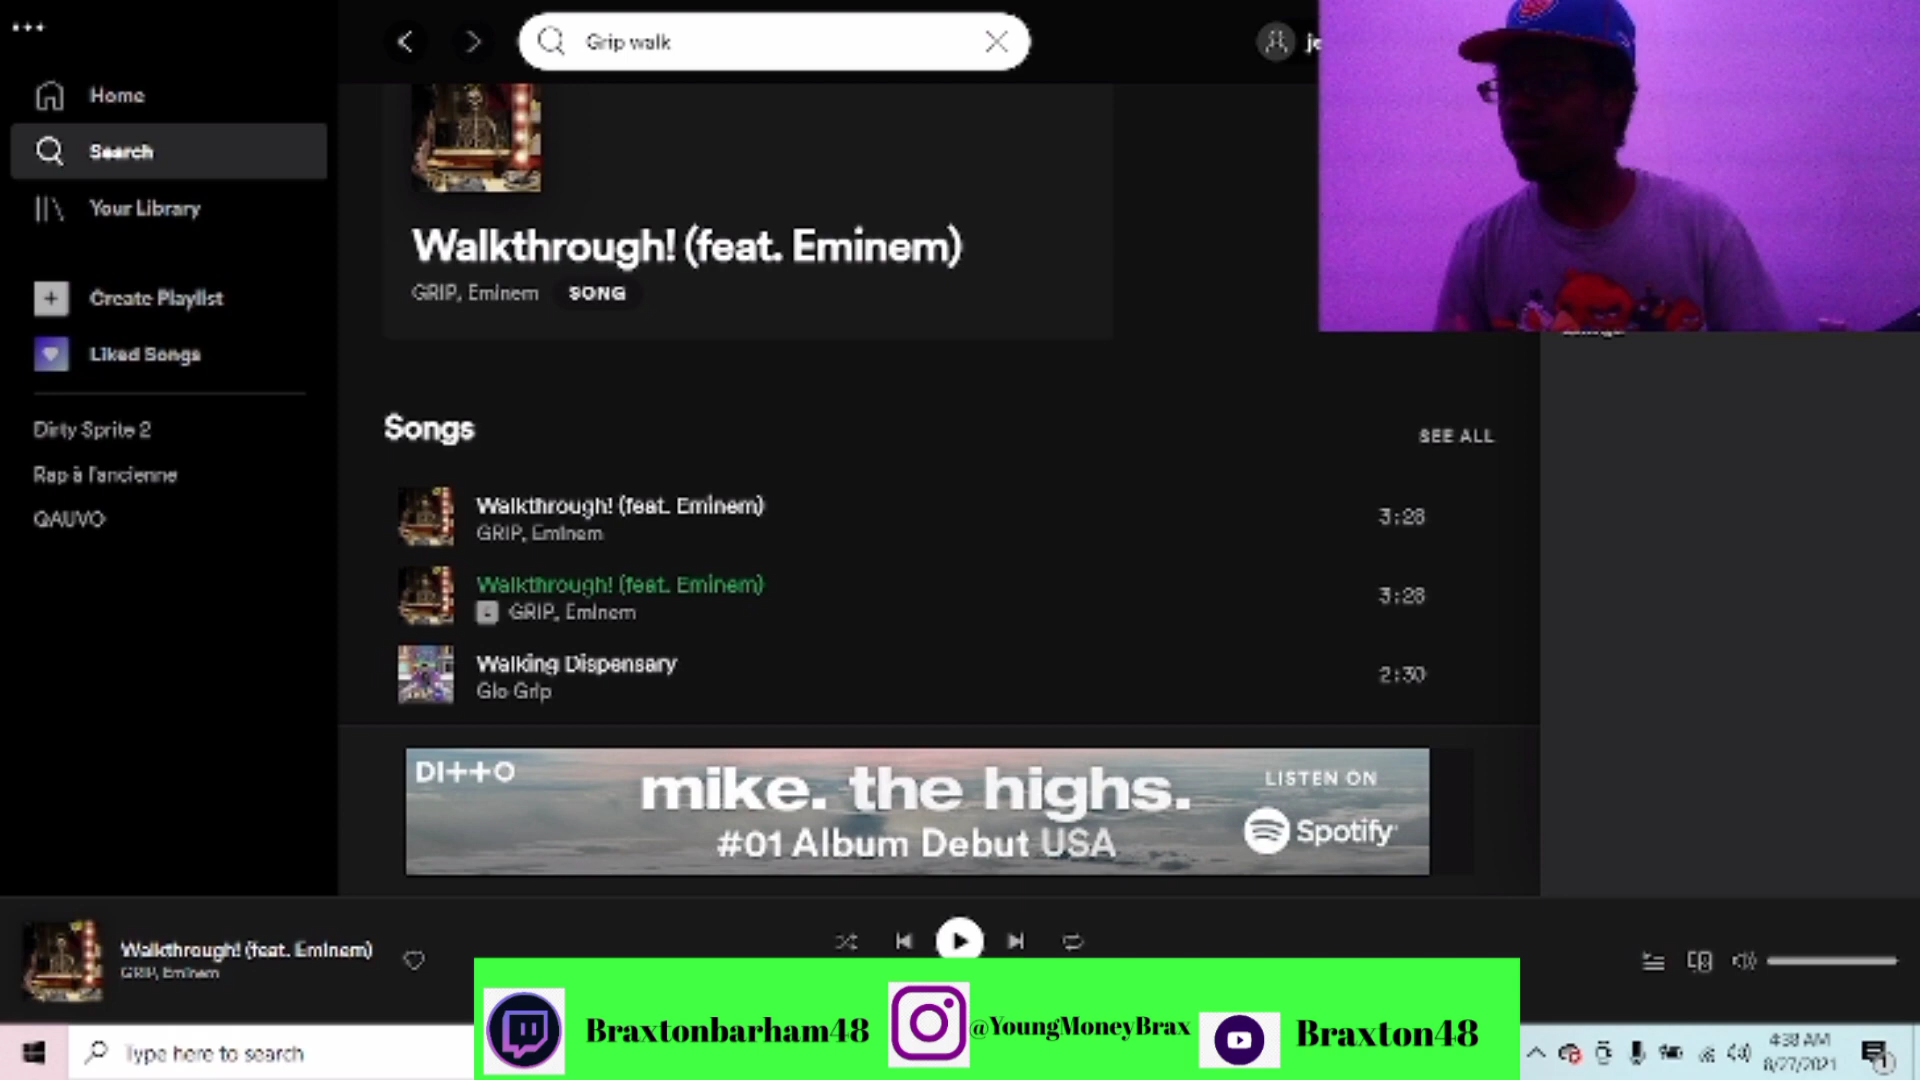 Grip walk
je
Home
Search
Your Library
Create Playlist
Liked Songs
Dirty Sprite 2
Rap à l'ancienne
QAUVO
Walkthrough! (feat. Eminem)
GRIP, Eminem SONG
Songs
SEE ALL
Walkthrough! (feat. Eminem)
GRIP, Eminem
3:28
Walkthrough! (feat. Eminem)
E GRIP, Eminem
3:28
Walking Dispensary
Glo Grip
2:30
DI++O
mike. the highs.
#01 Album Debut USA
LISTEN ON
Spotify
Walkthrough! (feat. Eminem)
GRIP, Eminem
Braxtonbarham48
@YoungMoneyBrax
Braxton48
Type here to search
4:38 AM
8/27/2021
1